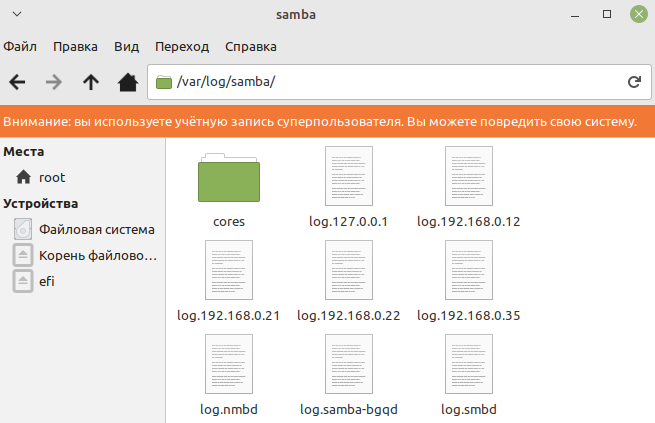 samba
Файл Правка Вид Переход Справка
/var/log/samba/
Внимание: вы используете учётную запись суперпользователя. Вы можете повредить свою систему.
Места
root
Устройства
Файловая система
Корень файлово...
efi
cores log.127.0.0.1 log.192.168.0.12
log.192.168.0.21 log.192.168.0.22 log.192.168.0.35
log.nmbd log.samba-bgqd log.smbd